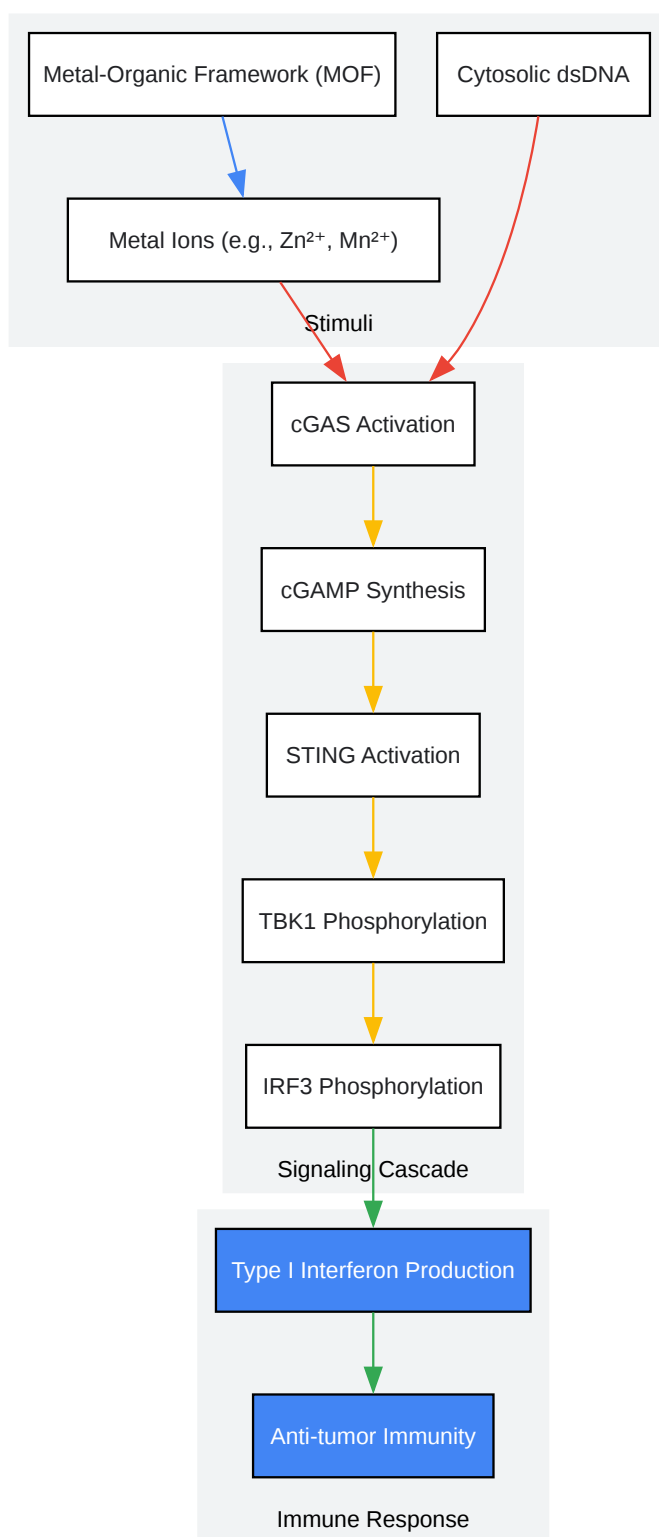 Metal-Organic Framework (MOF)
Cytosolic dsDNA
Metal Ions (e.g., Zn²⁺, Mn²⁺)
Stimuli
cGAS Activation
cGAMP Synthesis
STING Activation
TBK1 Phosphorylation
IRF3 Phosphorylation
Signaling Cascade
Type I Interferon Production
Anti-tumor Immunity
Immune Response